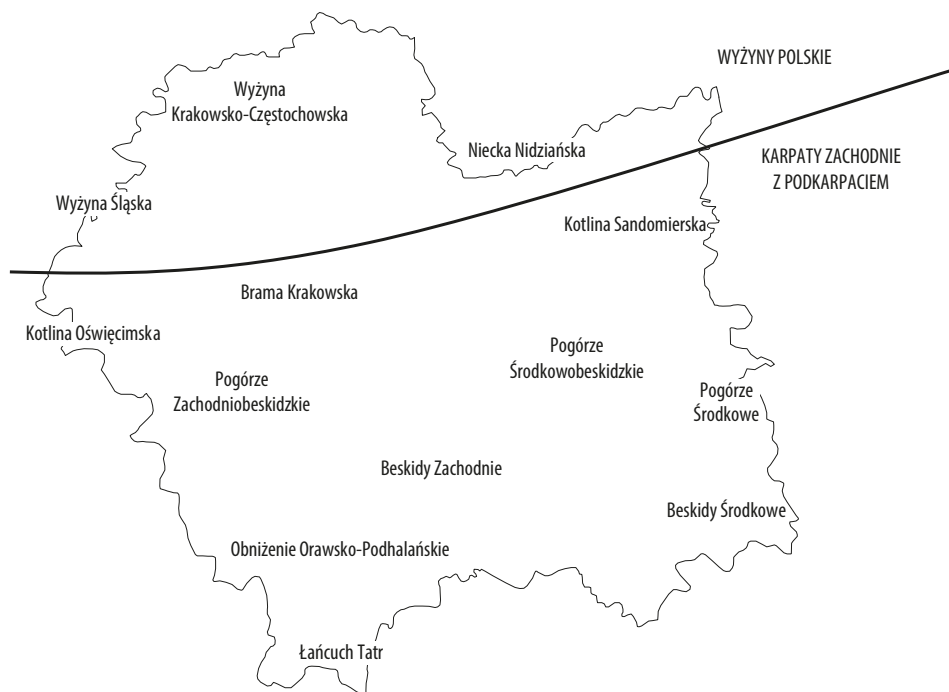 WYŻYNY POLSKIE
Wyżyna
Krakowsko-Częstochowska
Niecka Nidziańska
KARPATY ZACHODNIE
Z PODKARPACIEM
Wyżyna Śląska
Kotlina Sandomierska
Brama Krakowska
Kotlina Oświęcimska
Pogórze
Środkowobeskidzkie
Pogórze
Zachodniobeskidzkie
Pogórze
Środkowe
Beskidy Zachodnie
Beskidy Środkowe
Obniżenie Orawsko-Podhalańskie
Łańcuch Tatr